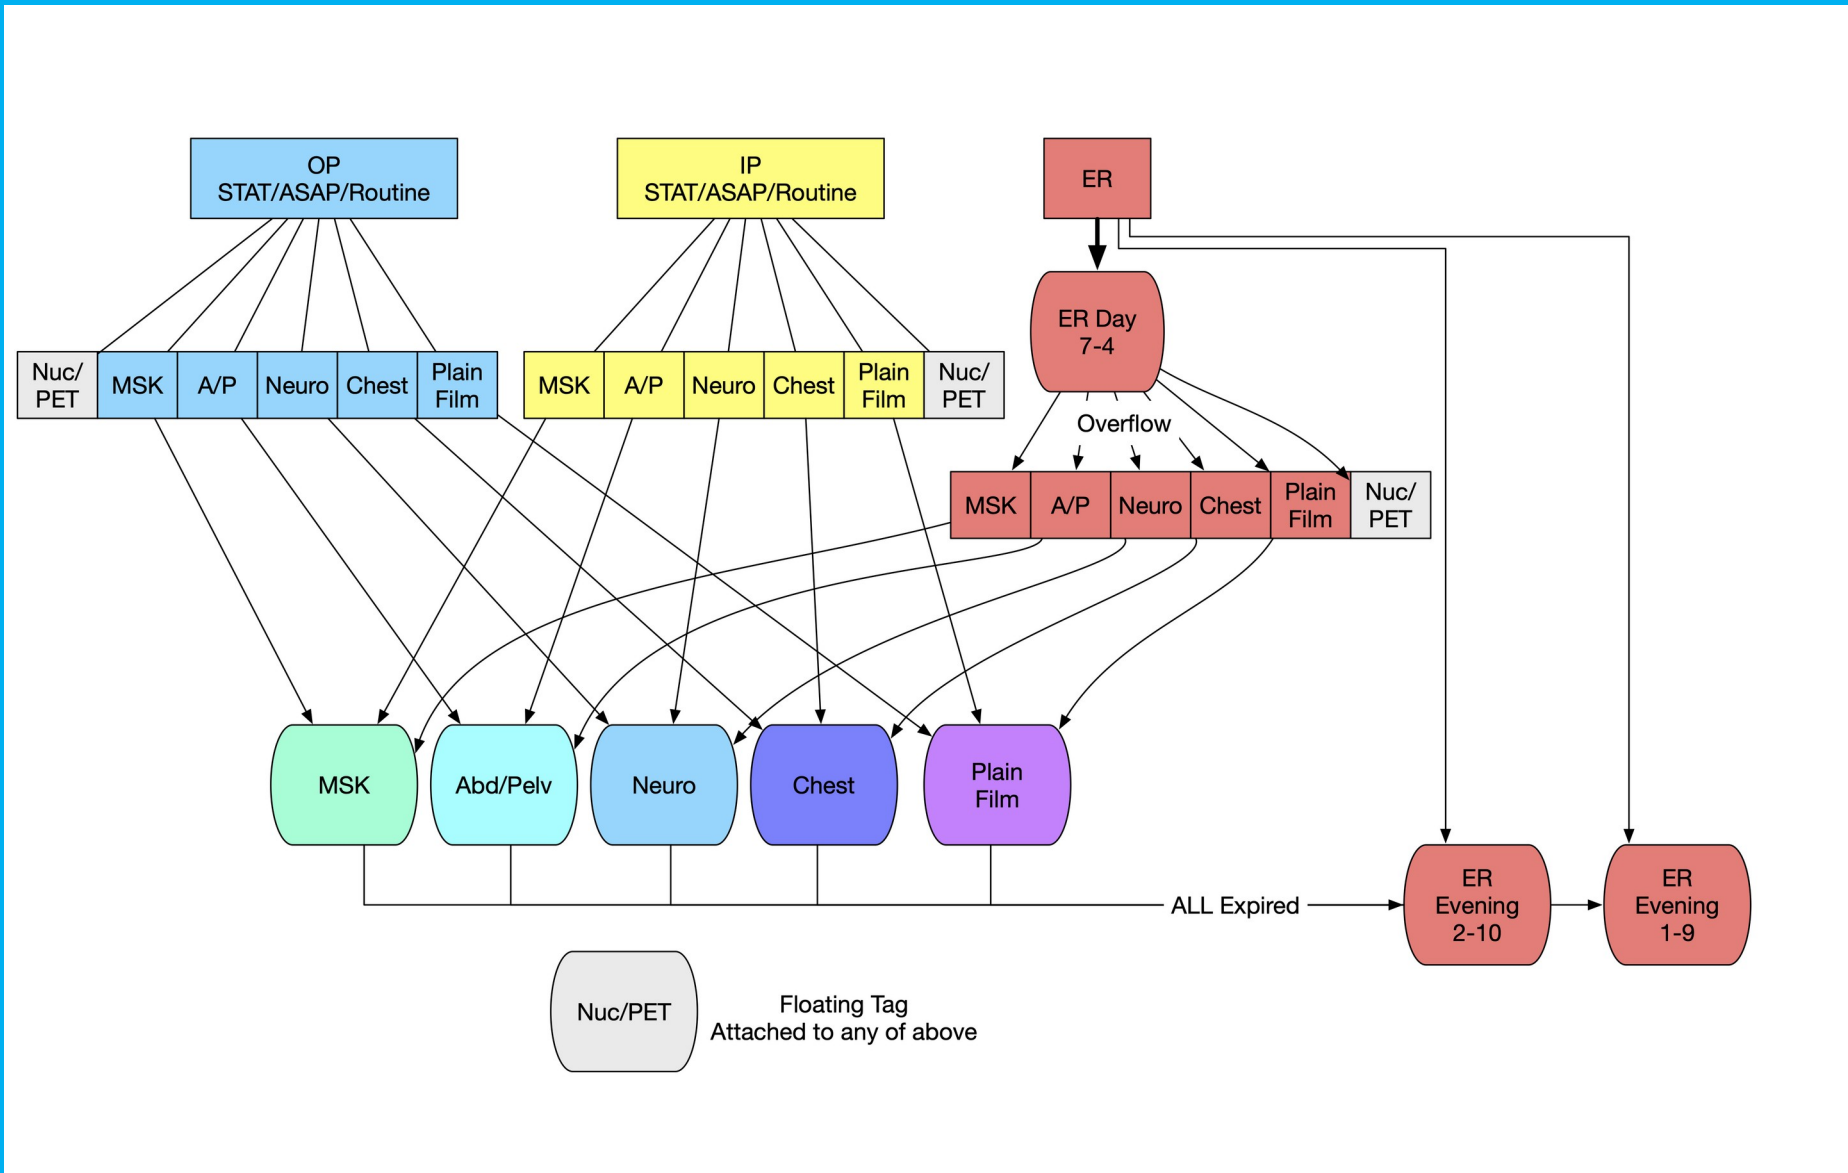 OP
STAT/ASAP/Routine
IP
STAT/ASAP/Routine
ER
ER Day
7-4
Nuc/
PET
MSK
A/P
Neuro
Chest
Plain
Film
MSK
A/P
Neuro
Chest
Plain
Film
Nuc/
PET
Overflow
MSK
A/P
Neuro
Chest
Plain
Film
Nuc/
PET
MSK
Abd/Pelv
Neuro
Chest
Plain
Film
ALL Expired
ER
Evening
2-10
ER
Evening
1-9
Nuc/PET
Floating Tag
Attached to any of above